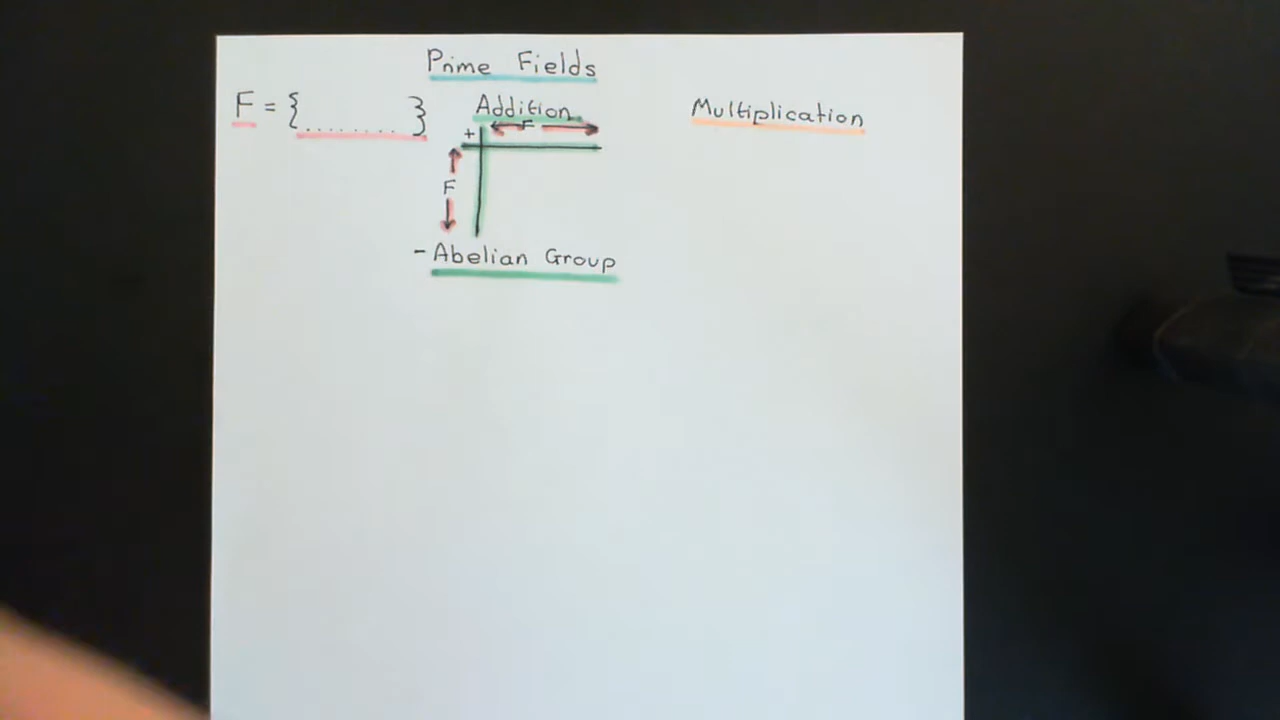 Prime Fields
F = {........}
Addition
Multiplication
+
F
F
- Abelian Group